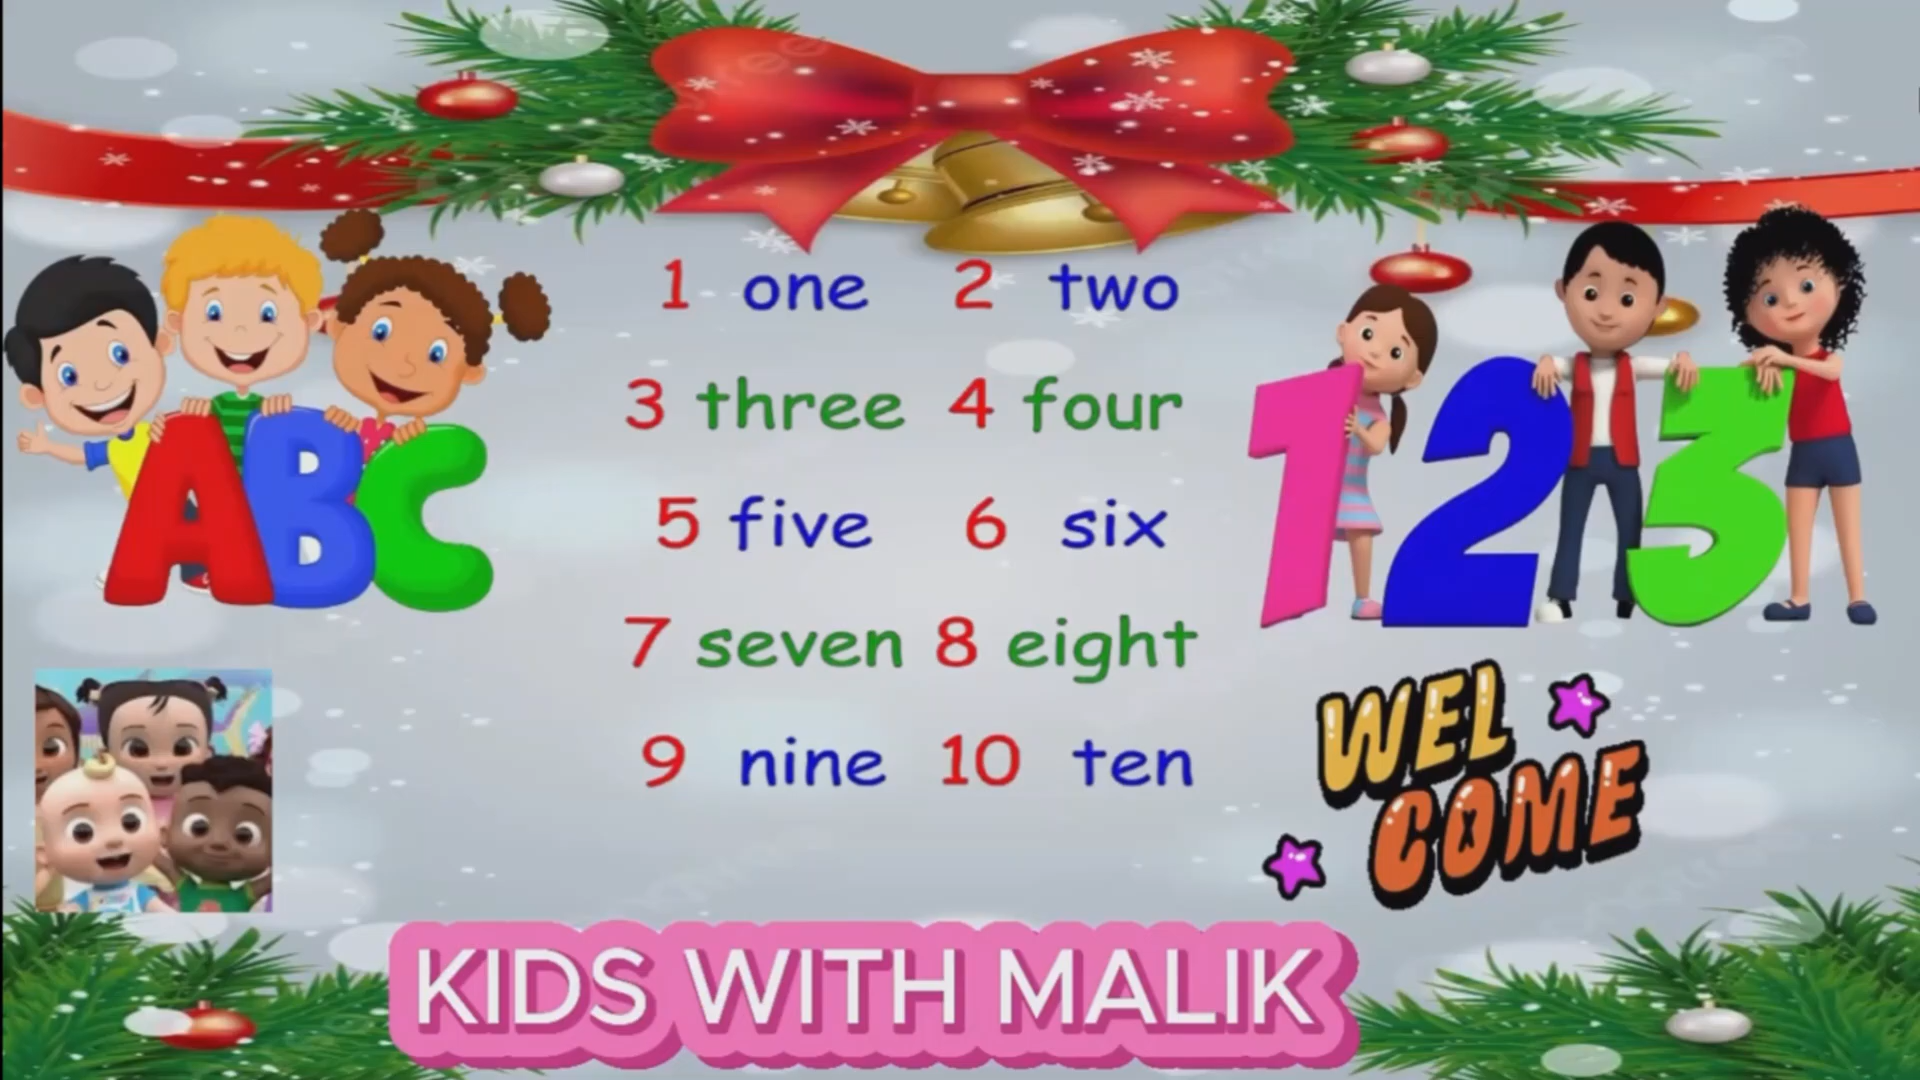 1 one 2 two
3 three 4 four
5 five 6 six
7 seven 8 eight
9 nine 10 ten
ABC
123
WEL
COME
KIDS WITH MALIK